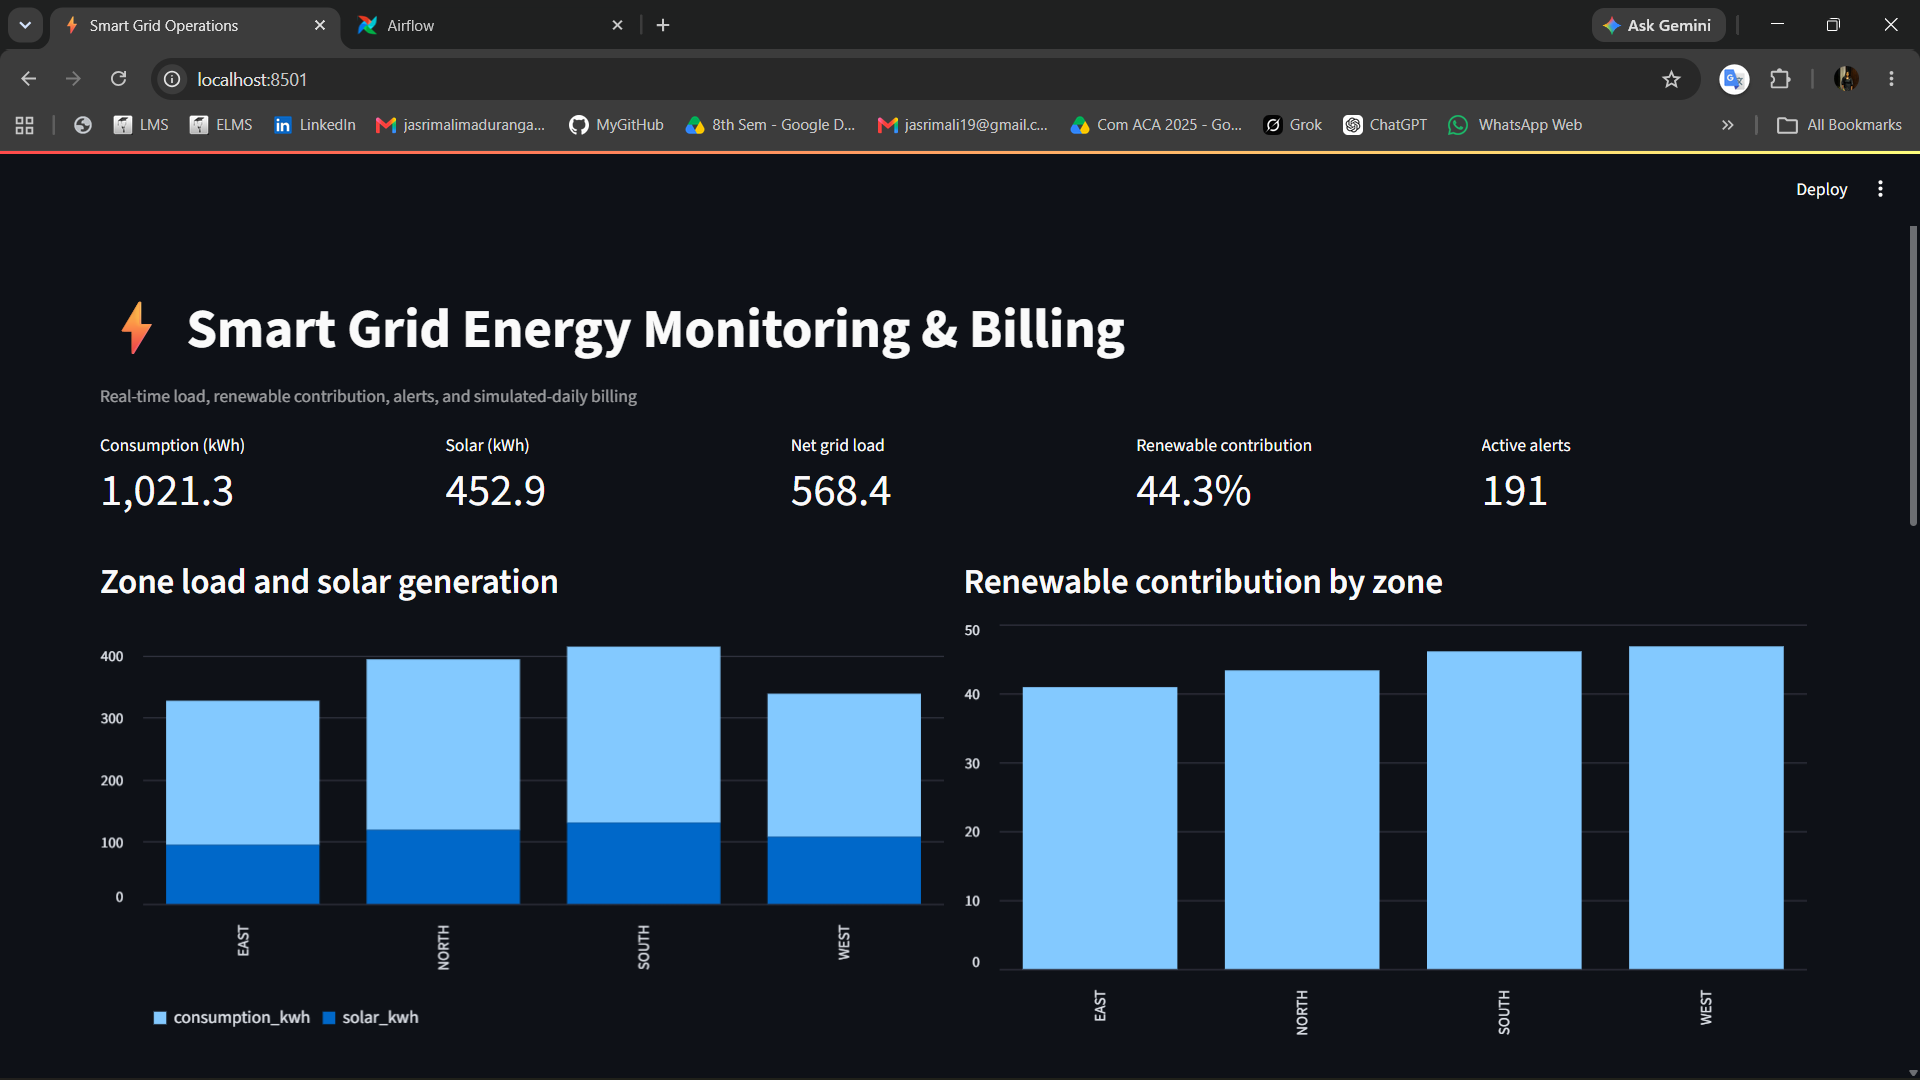 Smart Grid Operations
Airflow
Ask Gemini
localhost:8501
LMS
ELMS
LinkedIn
jasrimalimaduranga...
MyGitHub
8th Sem - Google D...
jasrimali19@gmail.c...
Com ACA 2025 - Go...
Grok
ChatGPT
WhatsApp Web
All Bookmarks
Deploy
Smart Grid Energy Monitoring & Billing
Real-time load, renewable contribution, alerts, and simulated-daily billing
Consumption (kWh)
1,021.3
Solar (kWh)
452.9
Net grid load
568.4
Renewable contribution
44.3%
Active alerts
191
Zone load and solar generation
400
300
200
100
0
EAST
NORTH
SOUTH
WEST
consumption_kwh
solar_kwh
Renewable contribution by zone
50
40
30
20
10
0
EAST
NORTH
SOUTH
WEST